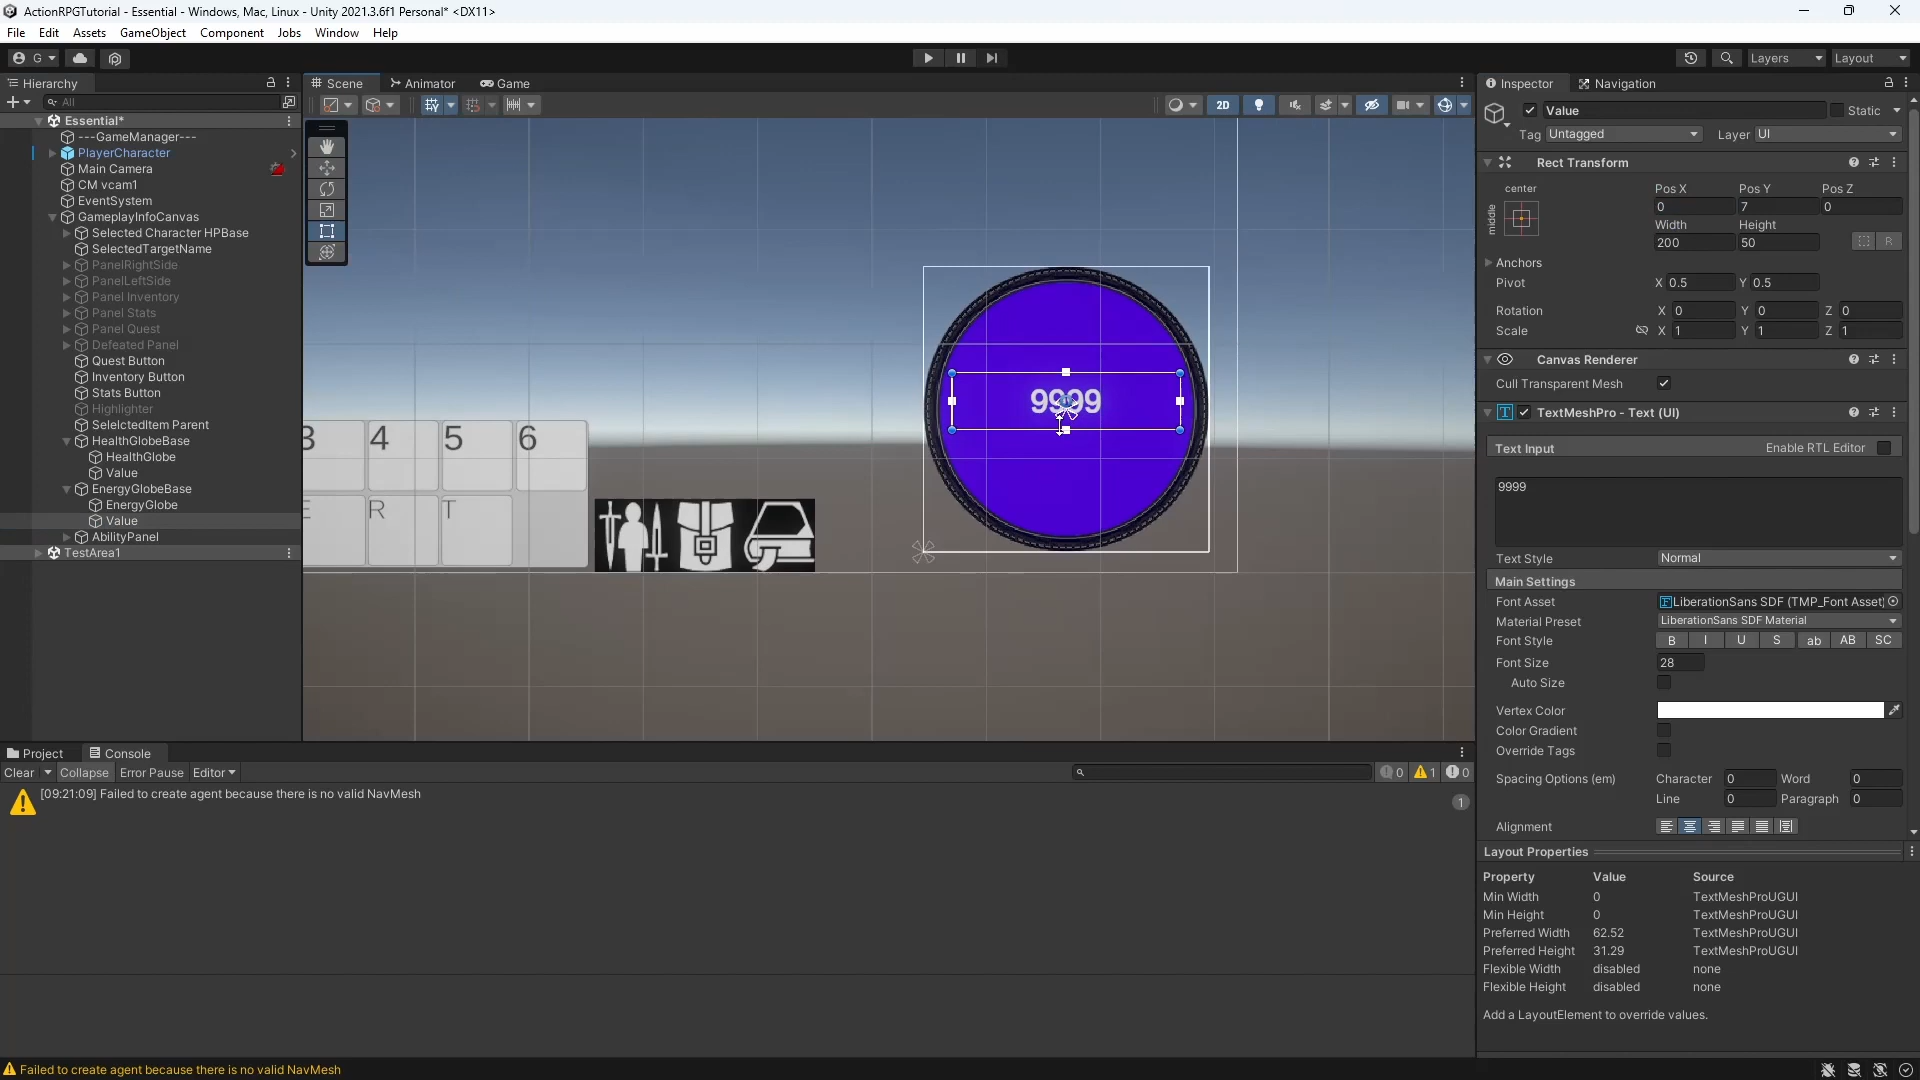 ActionRPGTutorial - Essential - Windows, Mac, Linux - Unity 2021.3.6f1 Personal* <DX11>
File Edit Assets GameObject Component Jobs Window Help
G Layers Layout
Hierarchy
All
Essential*
---GameManager---
PlayerCharacter
Main Camera
CM vcam1
EventSystem
GameplayInfoCanvas
Selected Character HPBase
SelectedTargetName
PanelRightSide
PanelLeftSide
Panel Inventory
Panel Stats
Panel Quest
Defeated Panel
Quest Button
Inventory Button
Stats Button
Highlighter
SelelctedItem Parent
HealthGlobeBase
HealthGlobe
Value
EnergyGlobeBase
EnergyGlobe
Value
AbilityPanel
TestArea1
Scene Animator Game
2D
9999
3 4 5 6
E R T
Inspector Navigation
Value Static
Tag Untagged Layer UI
Rect Transform
center Pos X Pos Y Pos Z
middle 0 7 0
Width Height
200 50 R
Anchors
Pivot X 0.5 Y 0.5
Rotation X 0 Y 0 Z 0
Scale X 1 Y 1 Z 1
Canvas Renderer
Cull Transparent Mesh
TextMeshPro - Text (UI)
Text Input Enable RTL Editor
9999
Text Style Normal
Main Settings
Font Asset LiberationSans SDF (TMP_Font Asset)
Material Preset LiberationSans SDF Material
Font Style B I U S ab AB SC
Font Size 28
Auto Size
Vertex Color
Color Gradient
Override Tags
Spacing Options (em) Character 0 Word 0
Line 0 Paragraph 0
Alignment
Layout Properties
Property Value Source
Min Width 0 TextMeshProUGUI
Min Height 0 TextMeshProUGUI
Preferred Width 62.52 TextMeshProUGUI
Preferred Height 31.29 TextMeshProUGUI
Flexible Width disabled none
Flexible Height disabled none
Add a LayoutElement to override values.
Project Console
Clear Collapse Error Pause Editor 0 1 0
[09:21:09] Failed to create agent because there is no valid NavMesh
1
Failed to create agent because there is no valid NavMesh